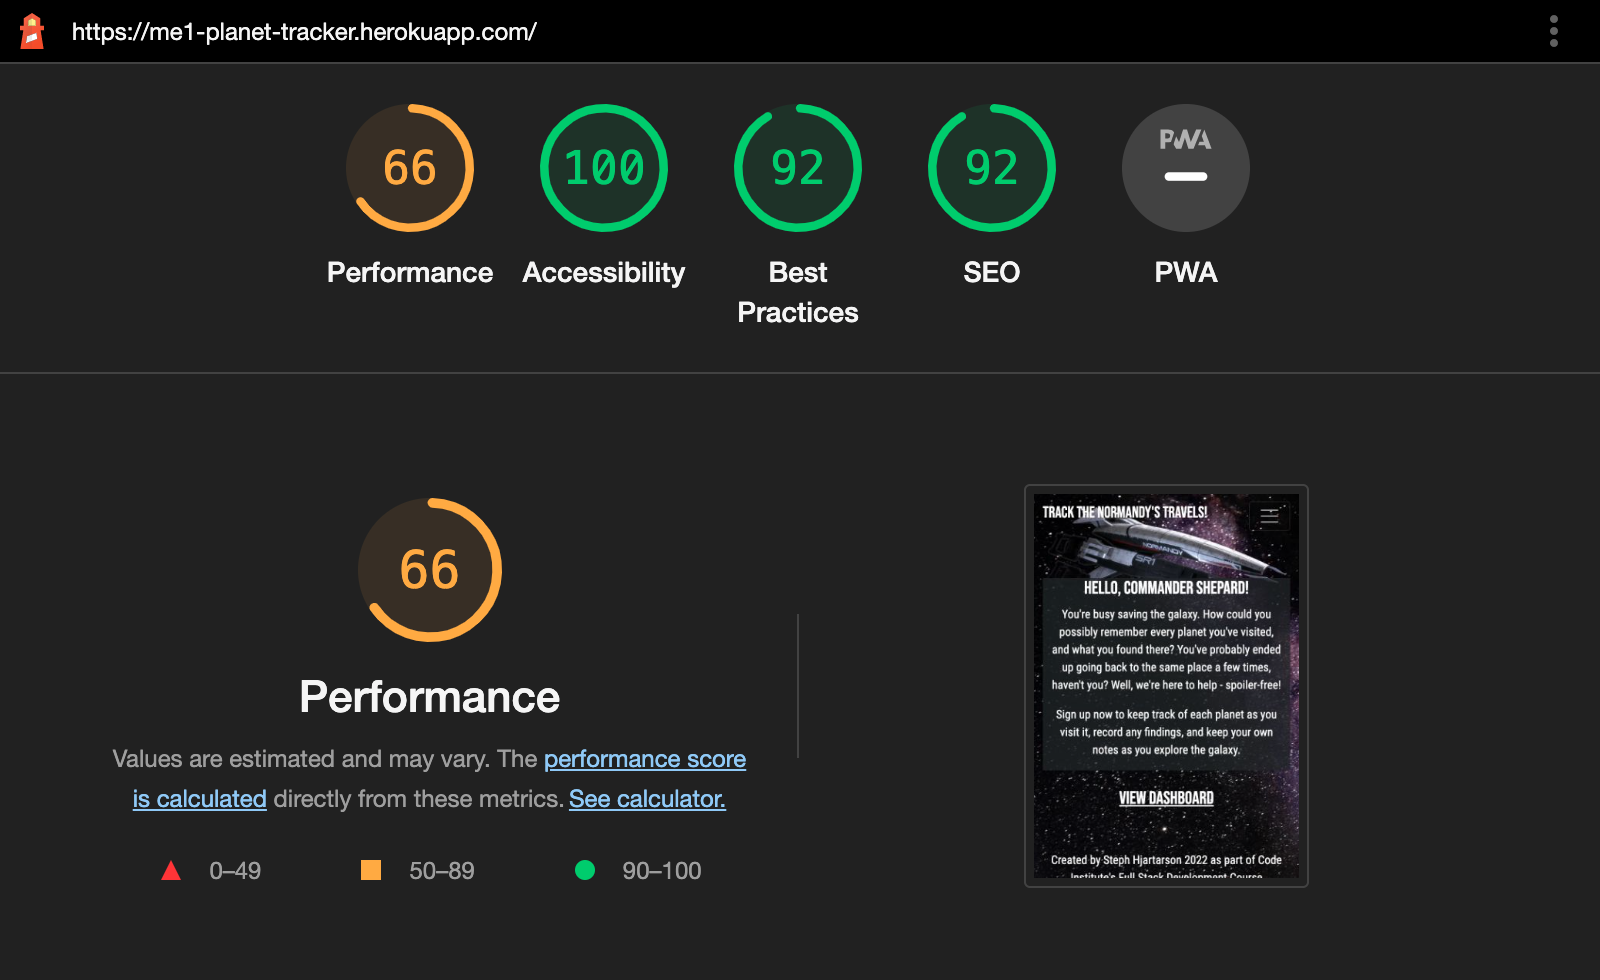 https://me1-planet-tracker.herokuapp.com/
66
100
92
92
PWA
Performance
Accessibility
Best
Practices
SEO
PWA
66
Performance
Values are estimated and may vary. The performance score
is calculated directly from these metrics. See calculator.
0–49
50–89
90–100
TRACK THE NORMANDY'S TRAVELS!
NORMANDY
SR1
HELLO, COMMANDER SHEPARD!
You're busy saving the galaxy. How could you
possibly remember every planet you've visited,
and what you found there? You've probably ended
up going back to the same place a few times,
haven't you? Well, we're here to help - spoiler-free!
Sign up now to keep track of each planet as you
visit it, record any findings, and keep your own
notes as you explore the galaxy.
VIEW DASHBOARD
Created by Steph Hjartarson 2022 as part of Code
Institute's Full Stack Development Course